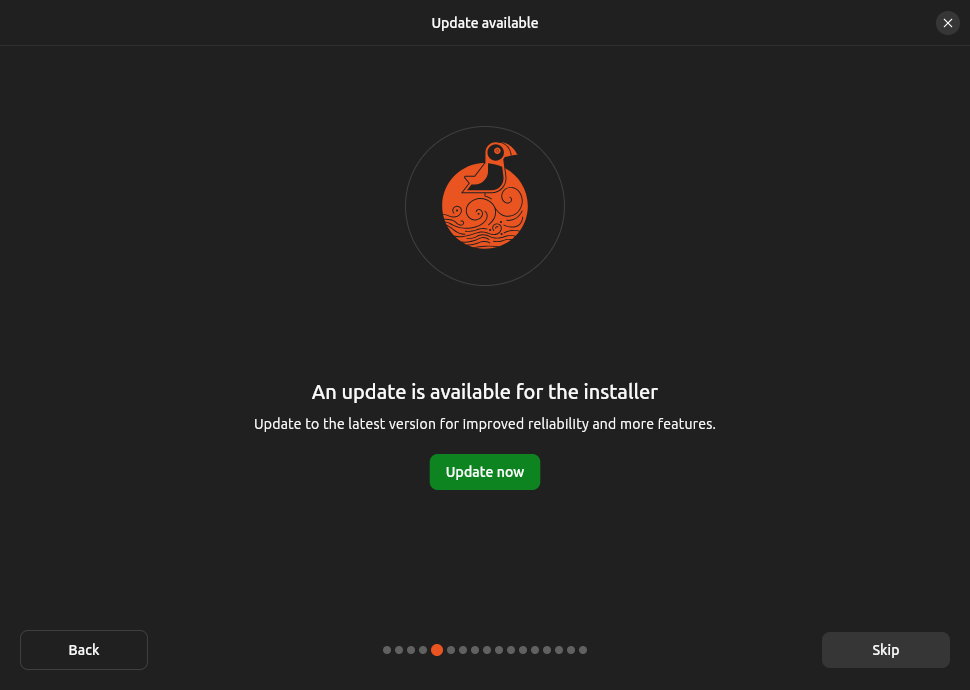 Update available
An update is available for the installer
Update to the latest version for improved reliability and more features.
Update now
Back
Skip